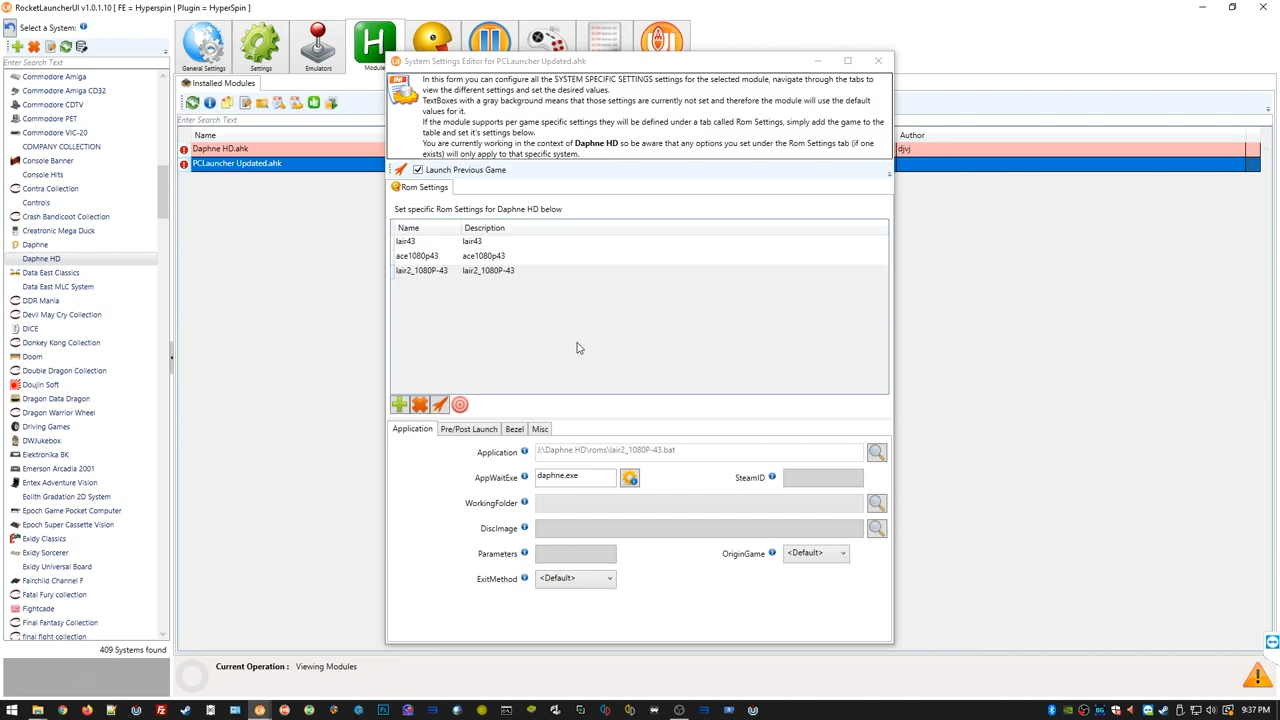 RocketLauncherUI v1.0.1.10 [ FE = Hyperspin | Plugin = HyperSpin ]
Select a System:
General Settings
Settings
Emulators
Module
Installed Modules
Enter Search Text
Enter Search Text
Name
Author
Daphne HD.ahk
djvj
PCLauncher Updated.ahk
Commodore Amiga
Commodore Amiga CD32
Commodore CDTV
Commodore PET
Commodore VIC-20
COMPANY COLLECTION
Console Banner
Console Hits
Contra Collection
Controls
Crash Bandicoot Collection
Creatronic Mega Duck
Daphne
Daphne HD
Data East Classics
Data East MLC System
DDR Mania
Devil May Cry Collection
DICE
Donkey Kong Collection
Doom
Double Dragon Collection
Doujin Soft
Dragon Data Dragon
Dragon Warrior Wheel
Driving Games
DWJukebox
Elektronika BK
Emerson Arcadia 2001
Entex Adventure Vision
Eolith Gradation 2D System
Epoch Game Pocket Computer
Epoch Super Cassette Vision
Exidy Classics
Exidy Sorcerer
Exidy Universal Board
Fairchild Channel F
Fatal Fury collection
Fightcade
Final Fantasy Collection
final fight collection
409 Systems found
Current Operation :
Viewing Modules
System Settings Editor for PCLauncher Updated.ahk
In this form you can configure all the SYSTEM SPECIFIC SETTINGS settings for the selected module, navigate through the tabs to
view the different settings and set the desired values.
TextBoxes with a gray background means that those settings are currently not set and therefore the module will use the default
values for it.
If the module supports per game specific settings they will be defined under a tab called Rom Settings, simply add the game to the
table and set it's settings below.
You are currently working in the context of Daphne HD so be aware that any options you set under the Rom Settings tab (if one
exists) will only apply to that specific system.
Launch Previous Game
Rom Settings
Set specific Rom Settings for Daphne HD below
Name
Description
lair43
lair43
ace1080p43
ace1080p43
lair2_1080P-43
lair2_1080P-43
Application
Pre/Post Launch
Bezel
Misc
Application
J:\Daphne HD\roms\lair2_1080P-43.bat
AppWaitExe
daphne.exe
SteamID
WorkingFolder
DiscImage
Parameters
OriginGame
<Default>
ExitMethod
<Default>
9:37 PM